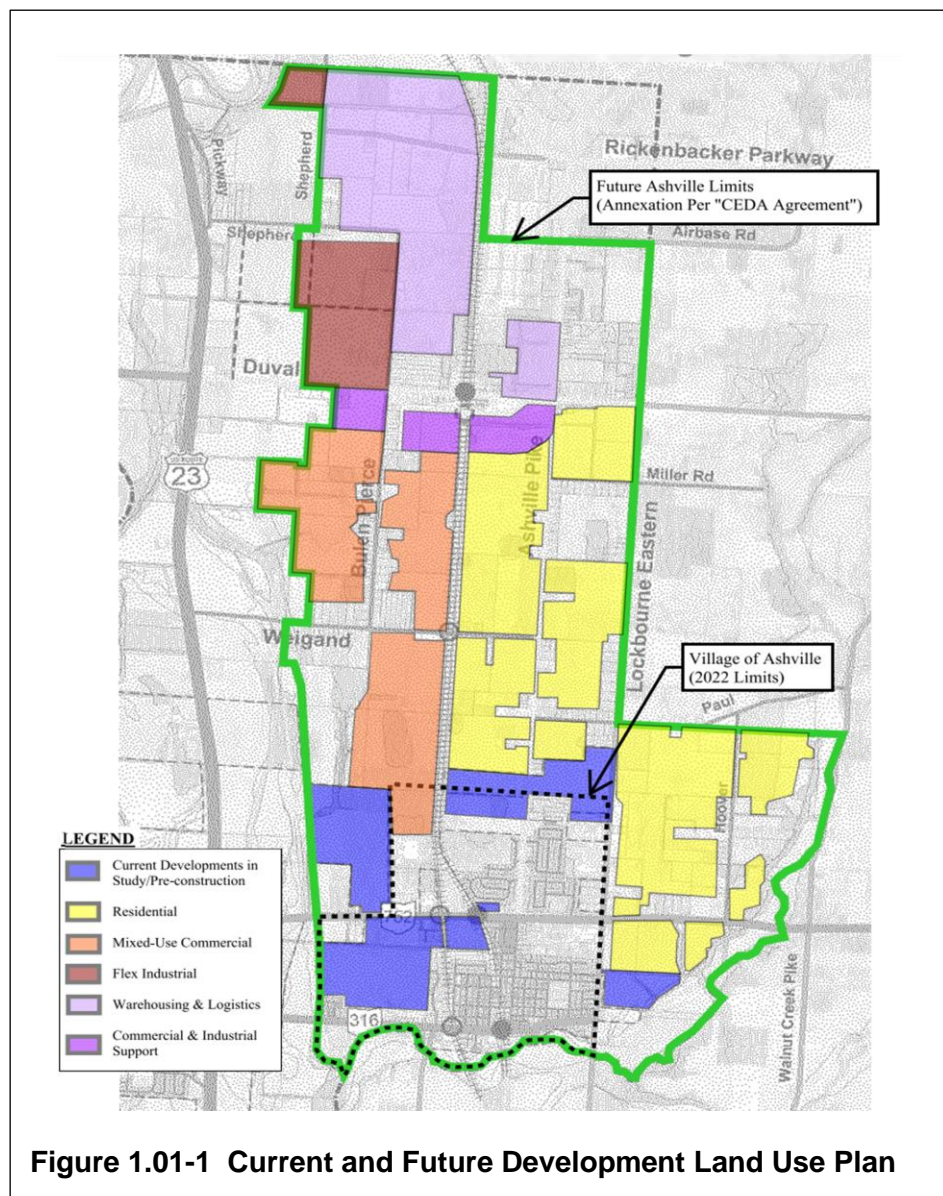 Rickenbacker Parkway
Pickway
Shepherd
Future Ashville Limits
(Annexation Per "CEDA Agreement")
Shepherd
Airbase Rd
Duval
Ashville Pike
Miller Rd
US ROUTE
23
Bulen Pierce
Lockbourne Eastern
Weigand
Village of Ashville
(2022 Limits)
Paul
Hoover
LEGEND
Current Developments in
Study/Pre-construction
Residential
Mixed-Use Commercial
Flex Industrial
Warehousing & Logistics
Commercial & Industrial
Support
316
Walnut Creek Pike
Figure 1.01-1 Current and Future Development Land Use Plan